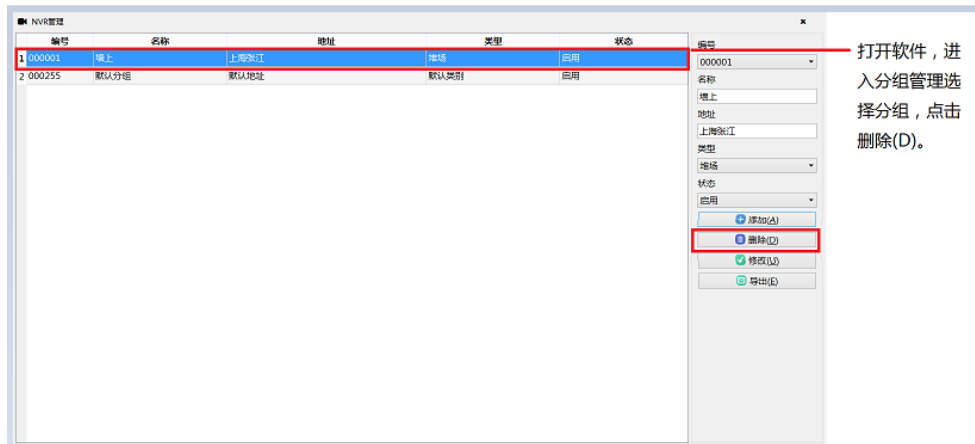 NVR管理
编号 名称 地址 类型 状态
1 000001 墙上 上海张江 堆场 启用
2 000255 默认分组 默认地址 默认类别 启用
编号
000001
名称
墙上
地址
上海张江
类型
堆场
状态
启用
添加(A)
删除(D)
修改(U)
导出(E)
打开软件，进
入分组管理选
择分组，点击
删除(D)。